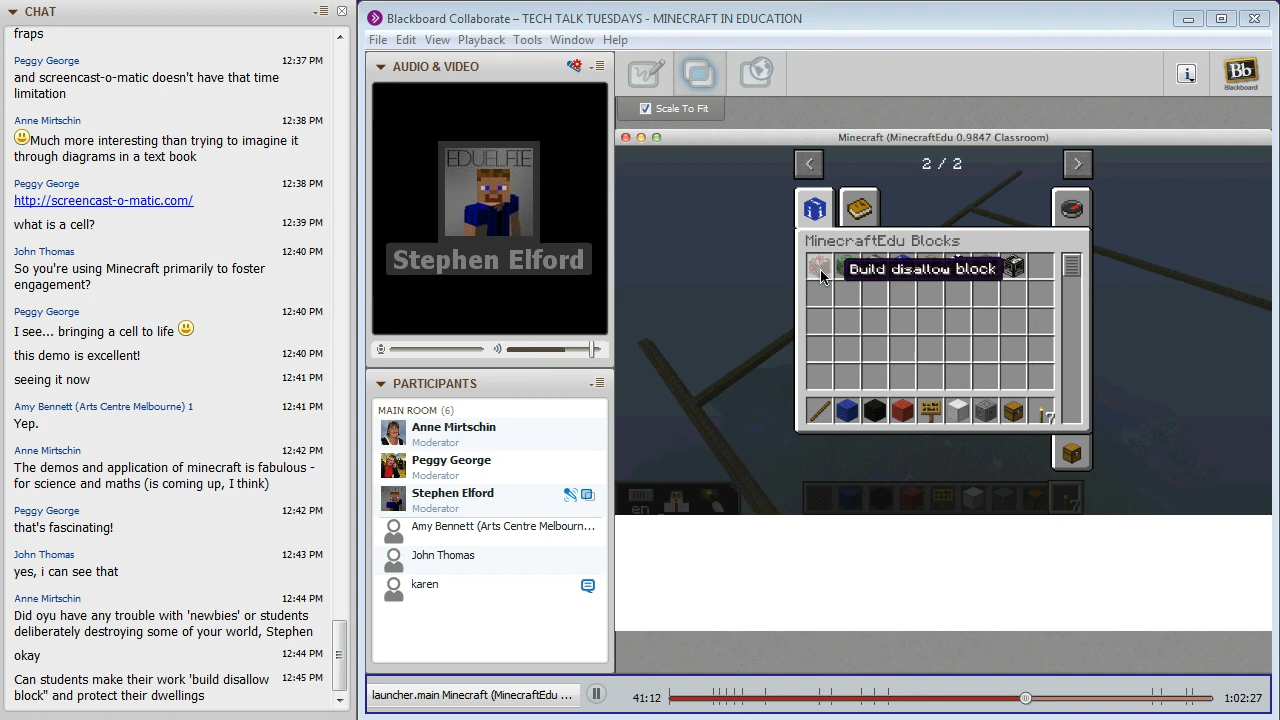 CHAT
fraps
Peggy George 12:37 PM
and screencast-o-matic doesn't have that time
limitation
Anne Mirtschin 12:38 PM
Much more interesting than trying to imagine it
through diagrams in a text book
Peggy George 12:38 PM
http://screencast-o-matic.com/
what is a cell? 12:39 PM
John Thomas 12:40 PM
So you're using Minecraft primarily to foster
engagement?
Peggy George 12:40 PM
I see... bringing a cell to life
this demo is excellent! 12:40 PM
seeing it now 12:41 PM
Amy Bennett (Arts Centre Melbourne) 1 12:41 PM
Yep.
Anne Mirtschin 12:42 PM
The demos and application of minecraft is fabulous -
for science and maths (is coming up, I think)
Peggy George 12:42 PM
that's fascinating!
John Thomas 12:43 PM
yes, i can see that
Anne Mirtschin 12:44 PM
Did oyu have any trouble with 'newbies' or students
deliberately destroying some of your world, Stephen
okay 12:44 PM
Can students make their work 'build disallow 12:45 PM
block" and protect their dwellings
Blackboard Collaborate – TECH TALK TUESDAYS - MINECRAFT IN EDUCATION
File Edit View Playback Tools Window Help
AUDIO & VIDEO
EDUELFIE
Stephen Elford
PARTICIPANTS
MAIN ROOM (6)
Anne Mirtschin
Moderator
Peggy George
Moderator
Stephen Elford
Moderator
Amy Bennett (Arts Centre Melbourn...
John Thomas
karen
Bb
Blackboard
Scale To Fit
Minecraft (MinecraftEdu 0.9847 Classroom)
< 2 / 2 >
MinecraftEdu Blocks
Build disallow block
7
en
7
launcher.main Minecraft (MinecraftEdu ...
41:12
1:02:27